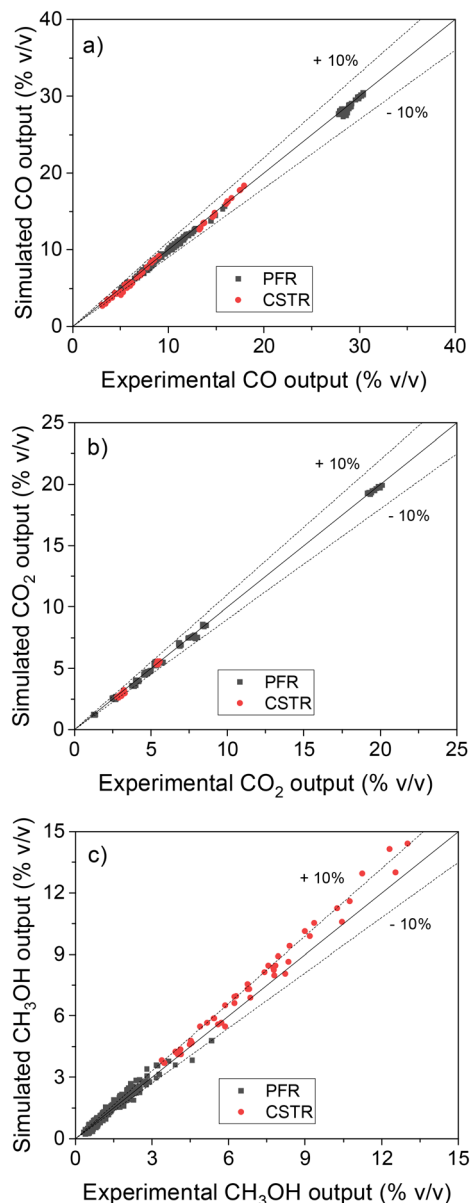 a)
+ 10%
- 10%
PFR
CSTR
Simulated CO output (% v/v)
40
30
20
10
0
0 10 20 30 40
Experimental CO output (% v/v)
b)
+ 10%
- 10%
PFR
CSTR
Simulated CO₂ output (% v/v)
25
20
15
10
5
0
0 5 10 15 20 25
Experimental CO₂ output (% v/v)
c)
+ 10%
- 10%
PFR
CSTR
Simulated CH₃OH output (% v/v)
15
12
9
6
3
0
0 3 6 9 12 15
Experimental CH₃OH output (% v/v)